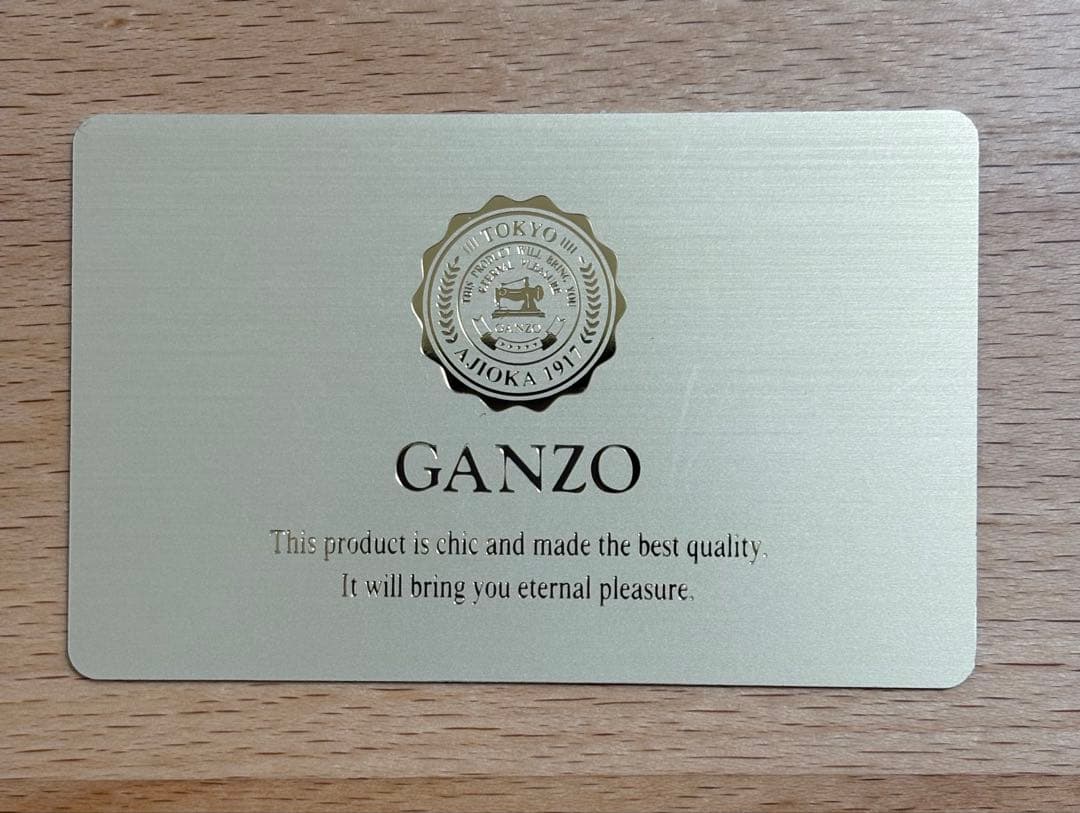 TOKYO
THIS PRODUCT WILL BRING YOU
ETERNAL PLEASURE
GANZO
AJIOKA 1917
GANZO
This product is chic and made the best quality.
It will bring you eternal pleasure.